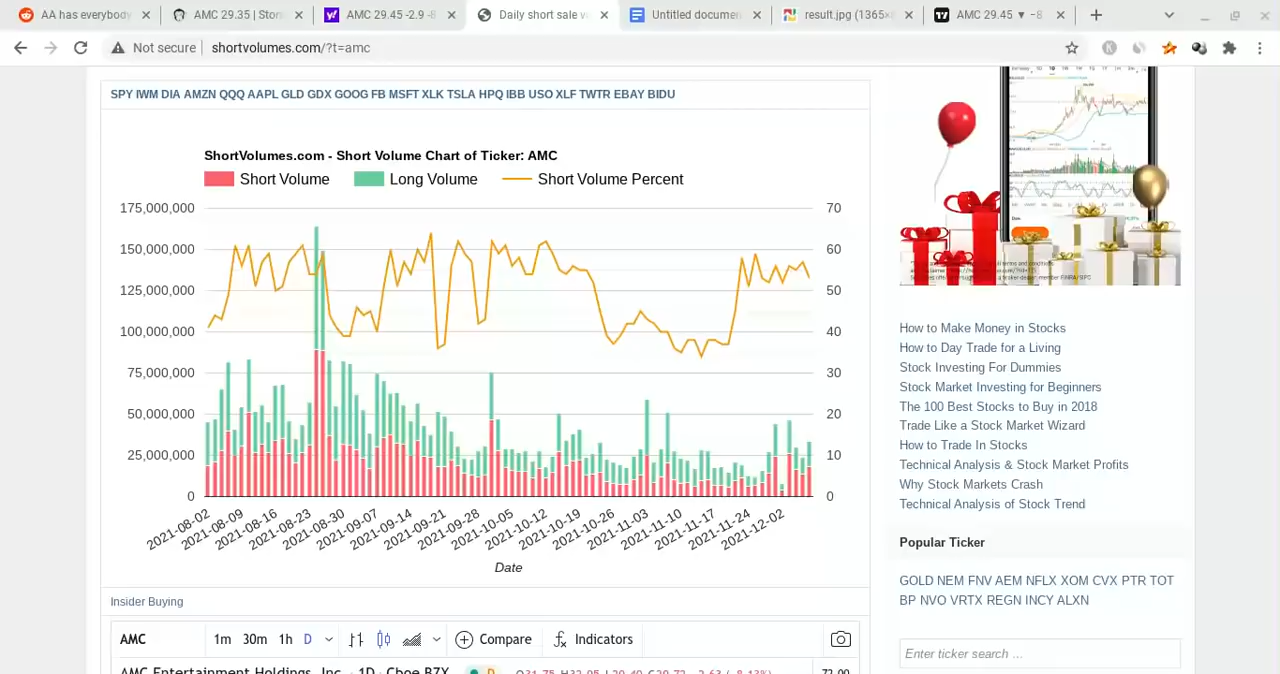 AA has everybody
AMC 29.35 | Ston
AMC 29.45 -2.9 -8
Daily short sale v
Untitled documen
result.jpg (1365×
AMC 29.45 ▼ −8
Not secure
shortvolumes.com/?t=amc
SPY IWM DIA AMZN QQQ AAPL GLD GDX GOOG FB MSFT XLK TSLA HPQ IBB USO XLF TWTR EBAY BIDU
ShortVolumes.com - Short Volume Chart of Ticker: AMC
Short Volume
Long Volume
Short Volume Percent
175,000,000
70
150,000,000
60
125,000,000
50
100,000,000
40
75,000,000
30
50,000,000
20
25,000,000
10
0
0
2021-08-02
2021-08-09
2021-08-16
2021-08-23
2021-08-30
2021-09-07
2021-09-14
2021-09-21
2021-09-28
2021-10-05
2021-10-12
2021-10-19
2021-10-26
2021-11-03
2021-11-10
2021-11-17
2021-11-24
2021-12-02
Date
Insider Buying
AMC
1m 30m 1h D
Compare
Indicators
AMC Entertainment Holdings, Inc. · 1D · Cboe BZX
D
72.00
How to Make Money in Stocks
How to Day Trade for a Living
Stock Investing For Dummies
Stock Market Investing for Beginners
The 100 Best Stocks to Buy in 2018
Trade Like a Stock Market Wizard
How to Trade In Stocks
Technical Analysis & Stock Market Profits
Why Stock Markets Crash
Technical Analysis of Stock Trend
Popular Ticker
GOLD NEM FNV AEM NFLX XOM CVX PTR TOT
BP NVO VRTX REGN INCY ALXN
Enter ticker search ...